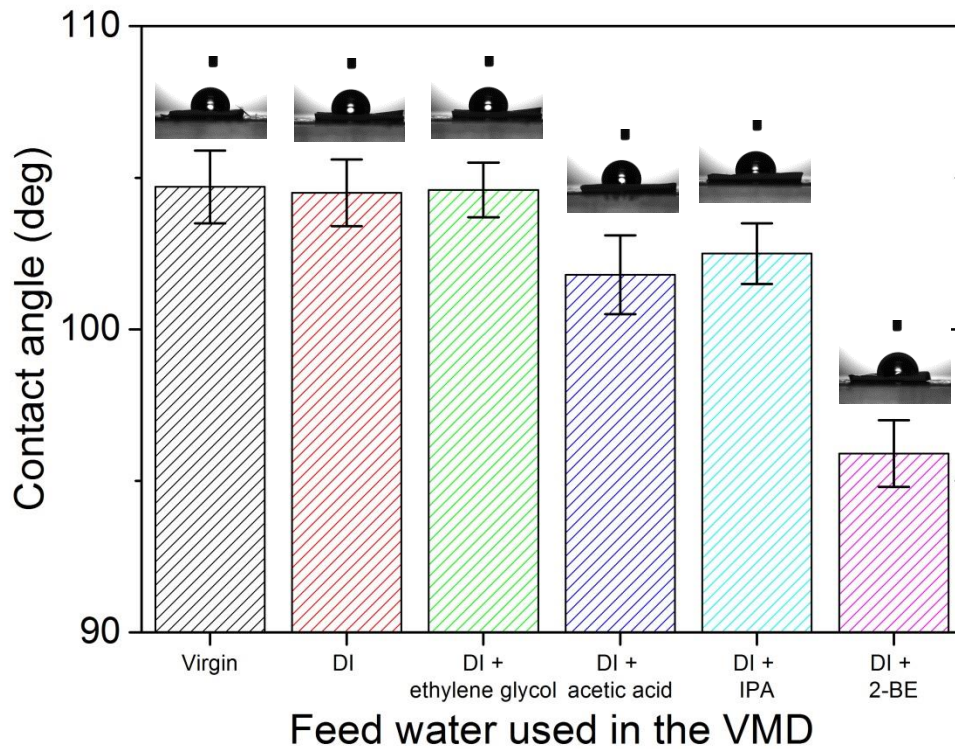 110
100
90
Contact angle (deg)
Virgin
DI
DI +
ethylene glycol
DI +
acetic acid
DI +
IPA
DI +
2-BE
Feed water used in the VMD